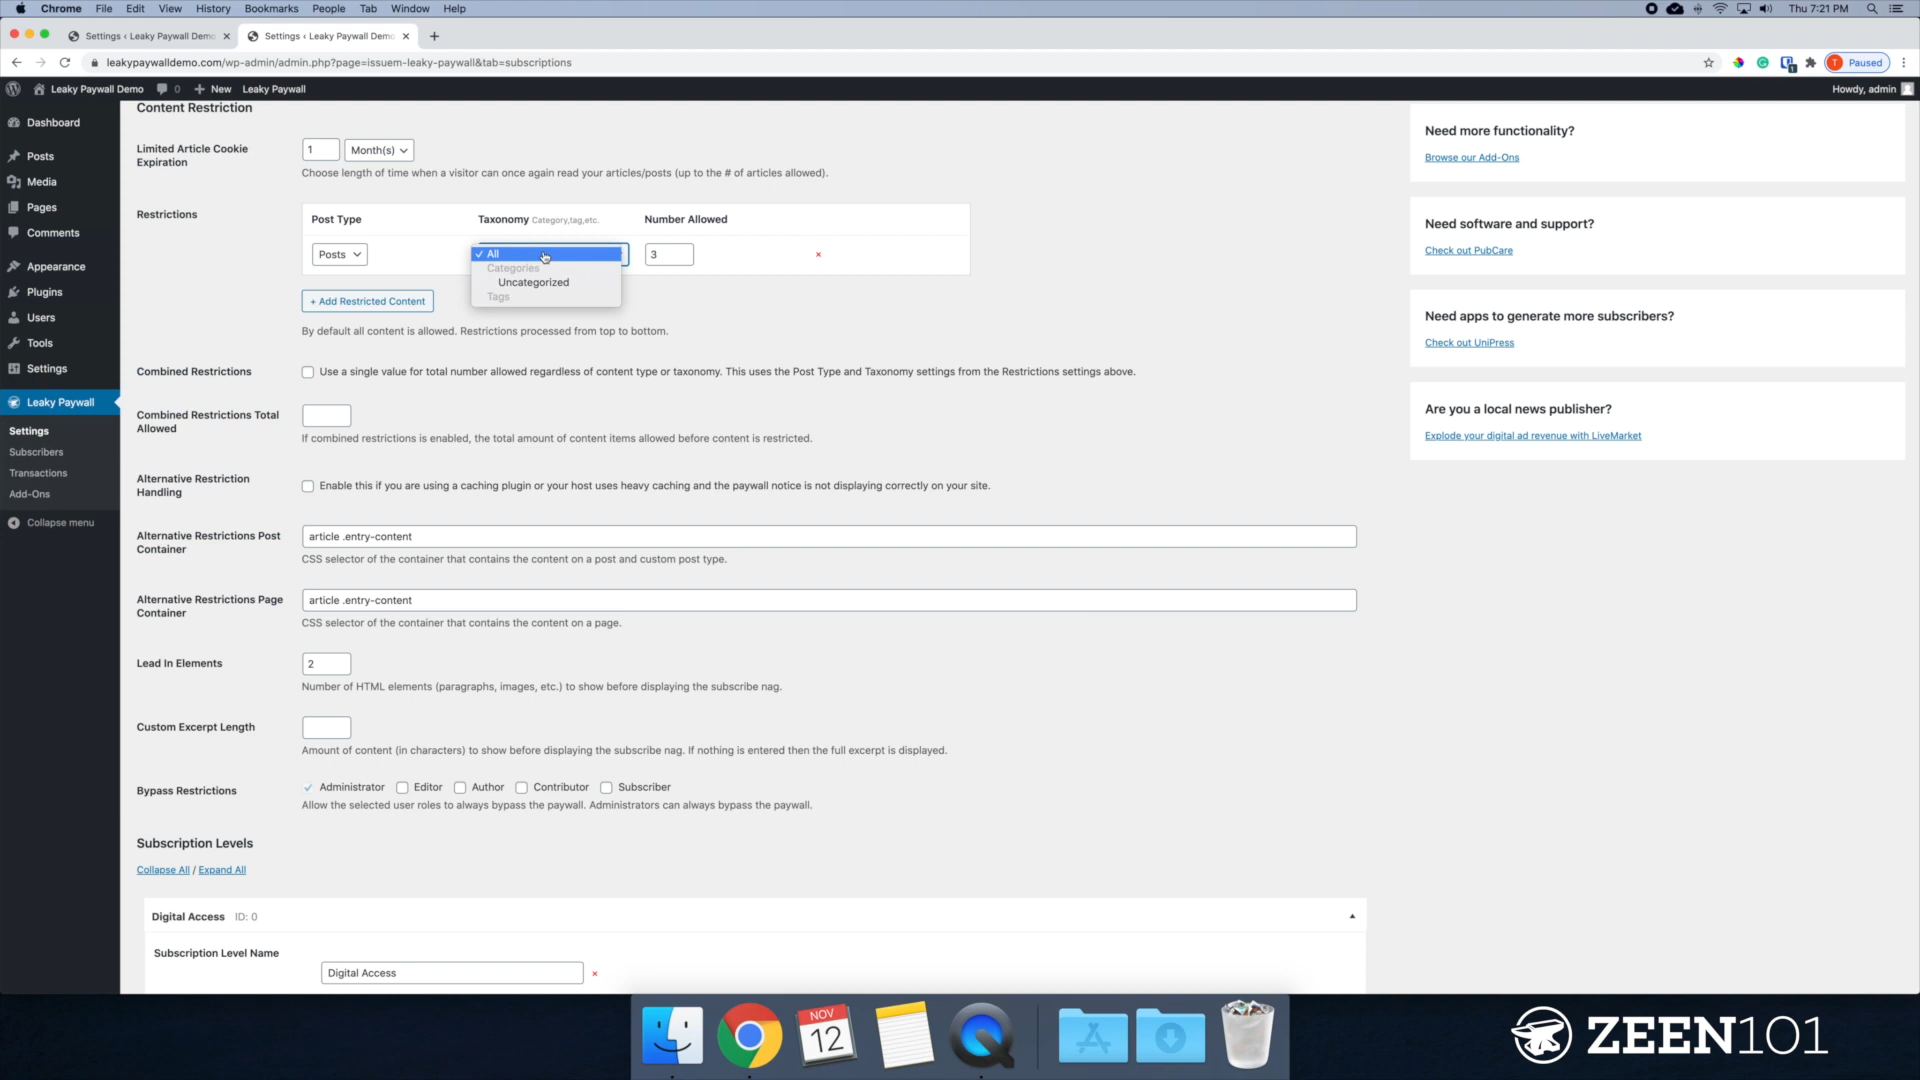 Chrome File Edit View History Bookmarks People Tab Window Help Thu 7:21 PM
Settings ‹ Leaky Paywall Demo Settings ‹ Leaky Paywall Demo
leakypaywalldemo.com/wp-admin/admin.php?page=issuem-leaky-paywall&tab=subscriptions T Paused
Leaky Paywall Demo 0 + New Leaky Paywall Howdy, admin
Dashboard
Posts
Media
Pages
Comments
Appearance
Plugins
Users
Tools
Settings
Leaky Paywall
Settings
Subscribers
Transactions
Add-Ons
Collapse menu
Content Restriction
Limited Article Cookie
Expiration
1 Month(s)
Choose length of time when a visitor can once again read your articles/posts (up to the # of articles allowed).
Restrictions
Post Type Taxonomy Category,tag,etc. Number Allowed
Posts 3 ×
✓ All
Categories
Uncategorized
Tags
+ Add Restricted Content
By default all content is allowed. Restrictions processed from top to bottom.
Combined Restrictions
Use a single value for total number allowed regardless of content type or taxonomy. This uses the Post Type and Taxonomy settings from the Restrictions settings above.
Combined Restrictions Total
Allowed
If combined restrictions is enabled, the total amount of content items allowed before content is restricted.
Alternative Restriction
Handling
Enable this if you are using a caching plugin or your host uses heavy caching and the paywall notice is not displaying correctly on your site.
Alternative Restrictions Post
Container
article .entry-content
CSS selector of the container that contains the content on a post and custom post type.
Alternative Restrictions Page
Container
article .entry-content
CSS selector of the container that contains the content on a page.
Lead In Elements
2
Number of HTML elements (paragraphs, images, etc.) to show before displaying the subscribe nag.
Custom Excerpt Length
Amount of content (in characters) to show before displaying the subscribe nag. If nothing is entered then the full excerpt is displayed.
Bypass Restrictions
Administrator Editor Author Contributor Subscriber
Allow the selected user roles to always bypass the paywall. Administrators can always bypass the paywall.
Subscription Levels
Collapse All / Expand All
Digital Access ID: 0
Subscription Level Name
Digital Access ×
Need more functionality?
Browse our Add-Ons
Need software and support?
Check out PubCare
Need apps to generate more subscribers?
Check out UniPress
Are you a local news publisher?
Explode your digital ad revenue with LiveMarket
NOV
12
ZEEN101